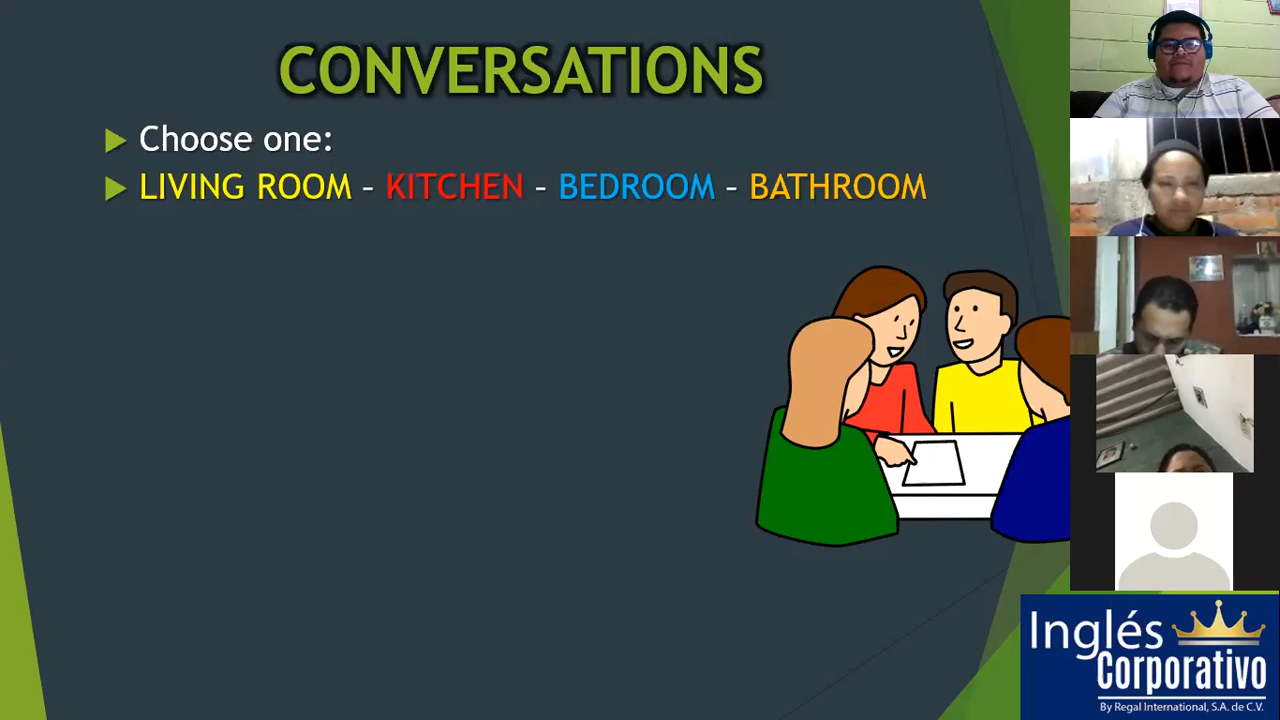 CONVERSATIONS
Choose one:
LIVING ROOM – KITCHEN – BEDROOM – BATHROOM
Inglés
Corporativo
By Regal International, S.A. de C.V.